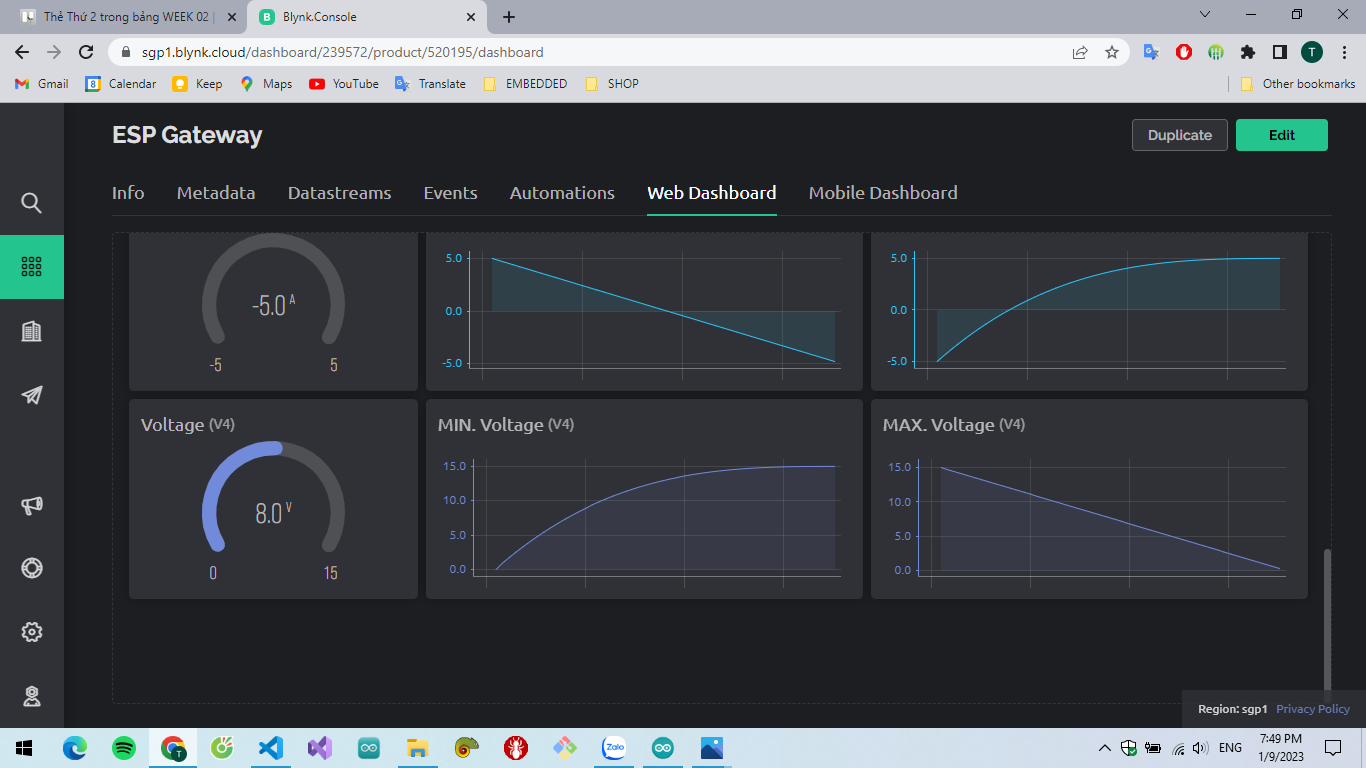 Thẻ Thứ 2 trong bảng WEEK 02 |
Blynk.Console
sgp1.blynk.cloud/dashboard/239572/product/520195/dashboard
T
Gmail
8 Calendar
Keep
Maps
YouTube
Translate
EMBEDDED
SHOP
Other bookmarks
ESP Gateway
Duplicate
Edit
Info
Metadata
Datastreams
Events
Automations
Web Dashboard
Mobile Dashboard
-5.0 A
-5
5
5.0
0.0
-5.0
5.0
0.0
-5.0
Voltage (V4)
8.0 V
0
15
MIN. Voltage (V4)
15.0
10.0
5.0
0.0
MAX. Voltage (V4)
15.0
10.0
5.0
0.0
Region: sgp1 Privacy Policy
T
Zalo
ENG
7:49 PM
1/9/2023